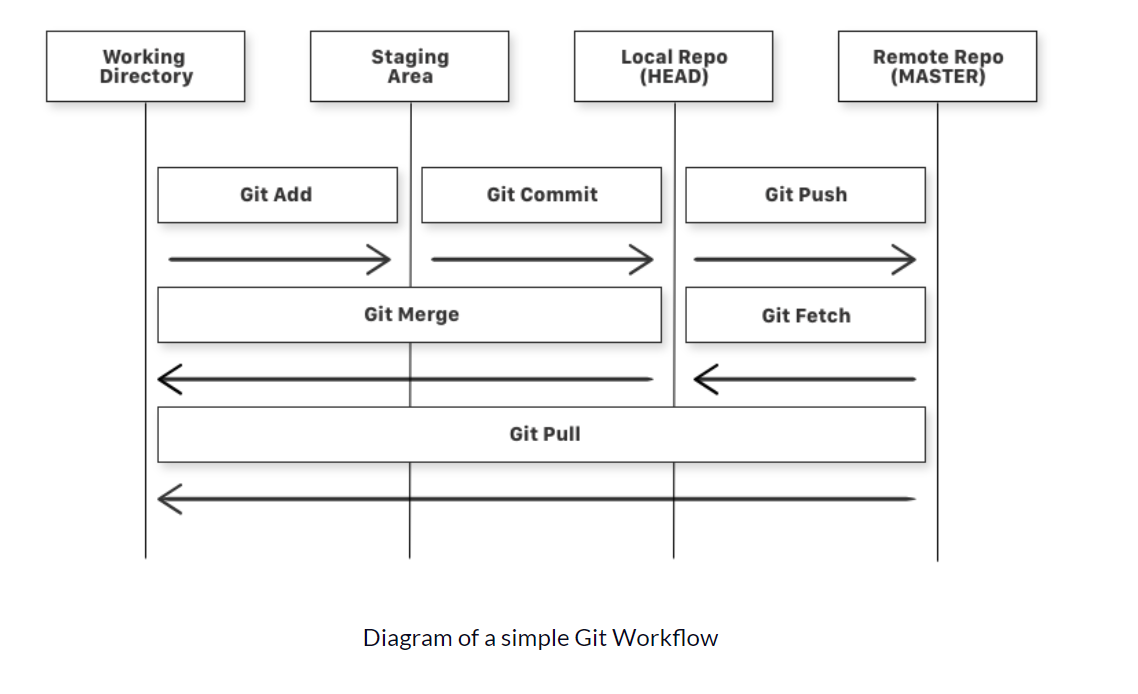 Working
Directory
Staging
Area
Local Repo
(HEAD)
Remote Repo
(MASTER)
Git Add
Git Commit
Git Push
Git Merge
Git Fetch
Git Pull
Diagram of a simple Git Workflow